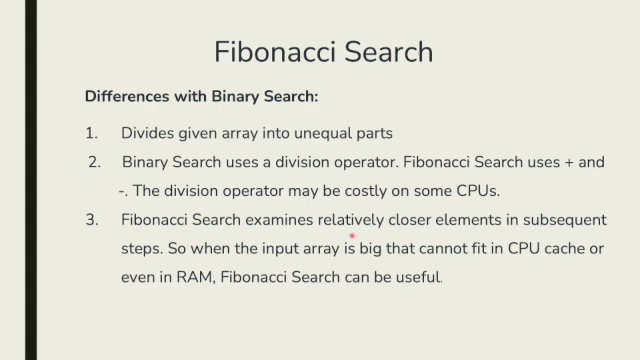 Fibonacci Search
Differences with Binary Search:
1. Divides given array into unequal parts
2. Binary Search uses a division operator. Fibonacci Search uses + and
-. The division operator may be costly on some CPUs.
3. Fibonacci Search examines relatively closer elements in subsequent
steps. So when the input array is big that cannot fit in CPU cache or
even in RAM, Fibonacci Search can be useful.